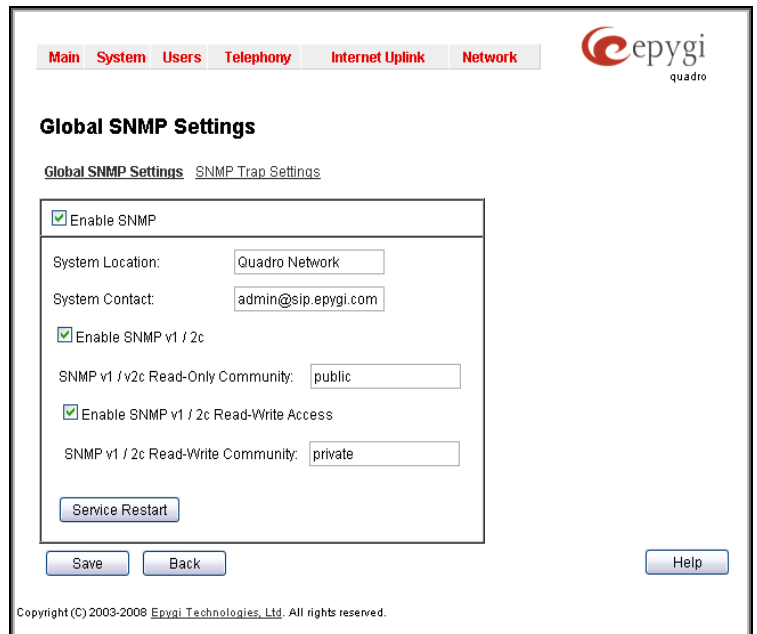 epygi
quadro
Main System Users Telephony Internet Uplink Network
Global SNMP Settings
Global SNMP Settings SNMP Trap Settings
Enable SNMP
System Location: Quadro Network
System Contact: admin@sip.epygi.com
Enable SNMP v1 / 2c
SNMP v1 / v2c Read-Only Community: public
Enable SNMP v1 / 2c Read-Write Access
SNMP v1 / 2c Read-Write Community: private
Service Restart
Save Back Help
Copyright (C) 2003-2008 Epygi Technologies, Ltd. All rights reserved.